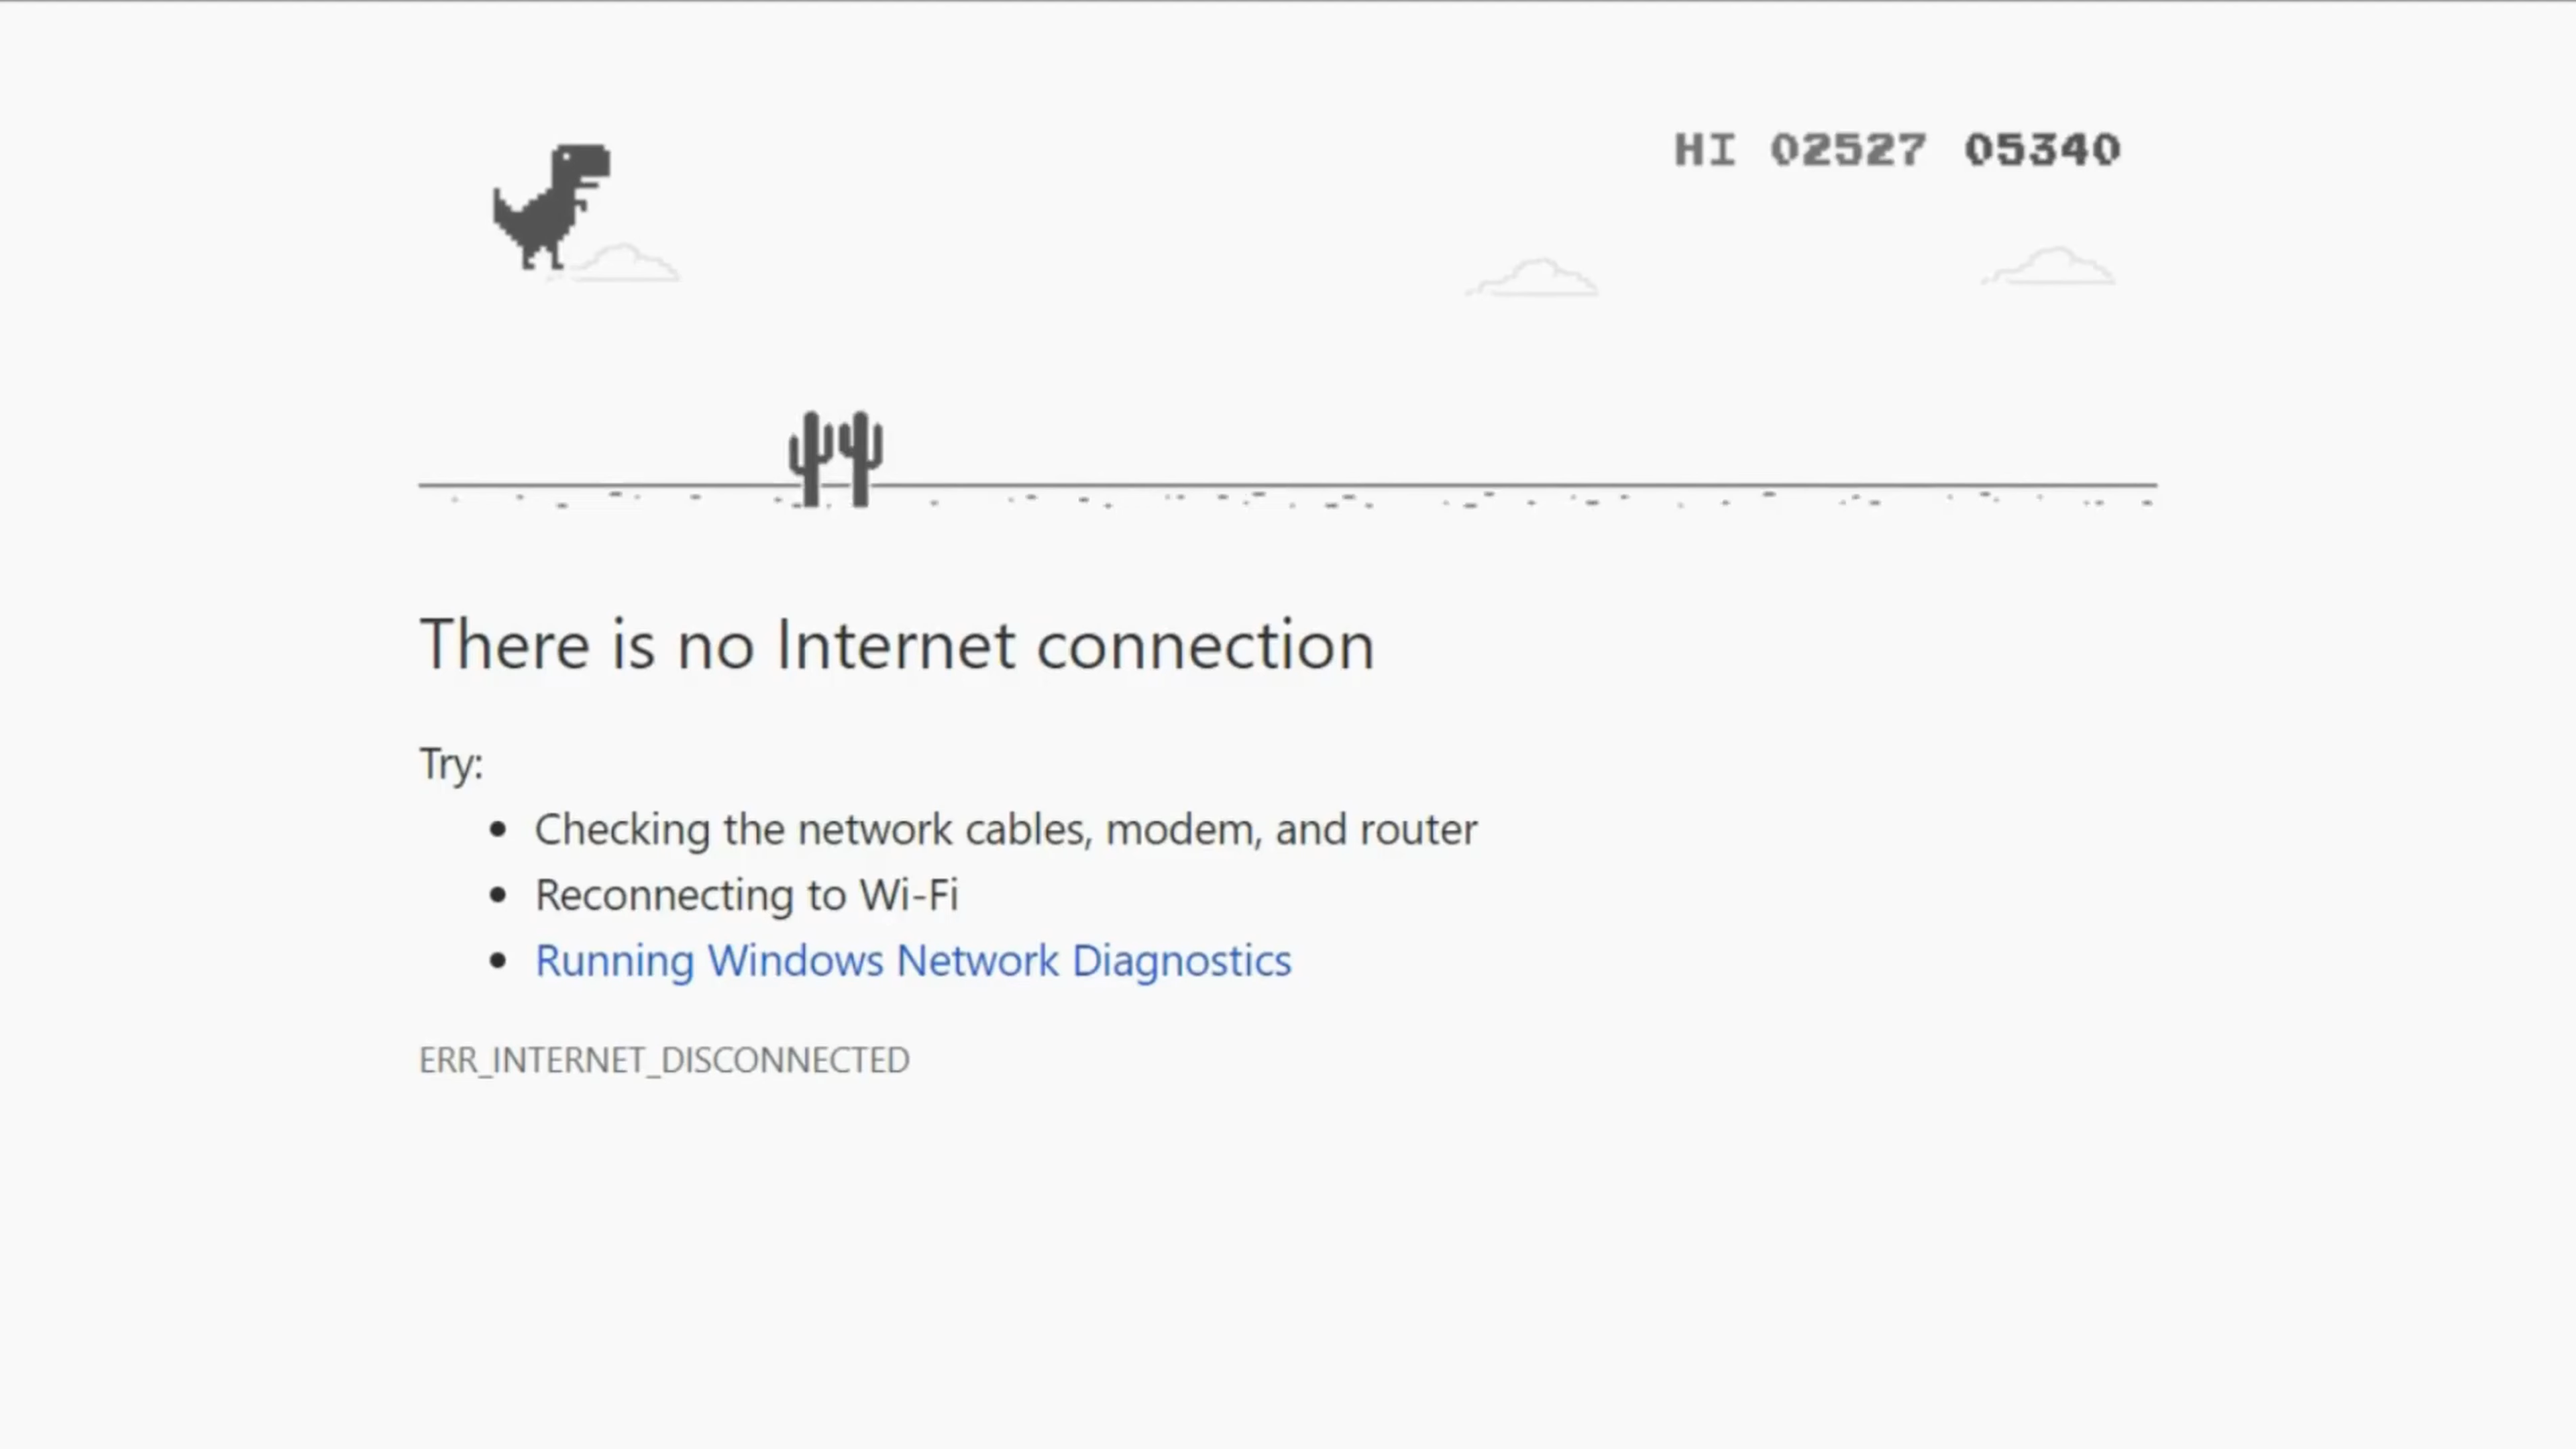 HI 02527 05340
There is no Internet connection
Try:
Checking the network cables, modem, and router
Reconnecting to Wi-Fi
Running Windows Network Diagnostics
ERR_INTERNET_DISCONNECTED